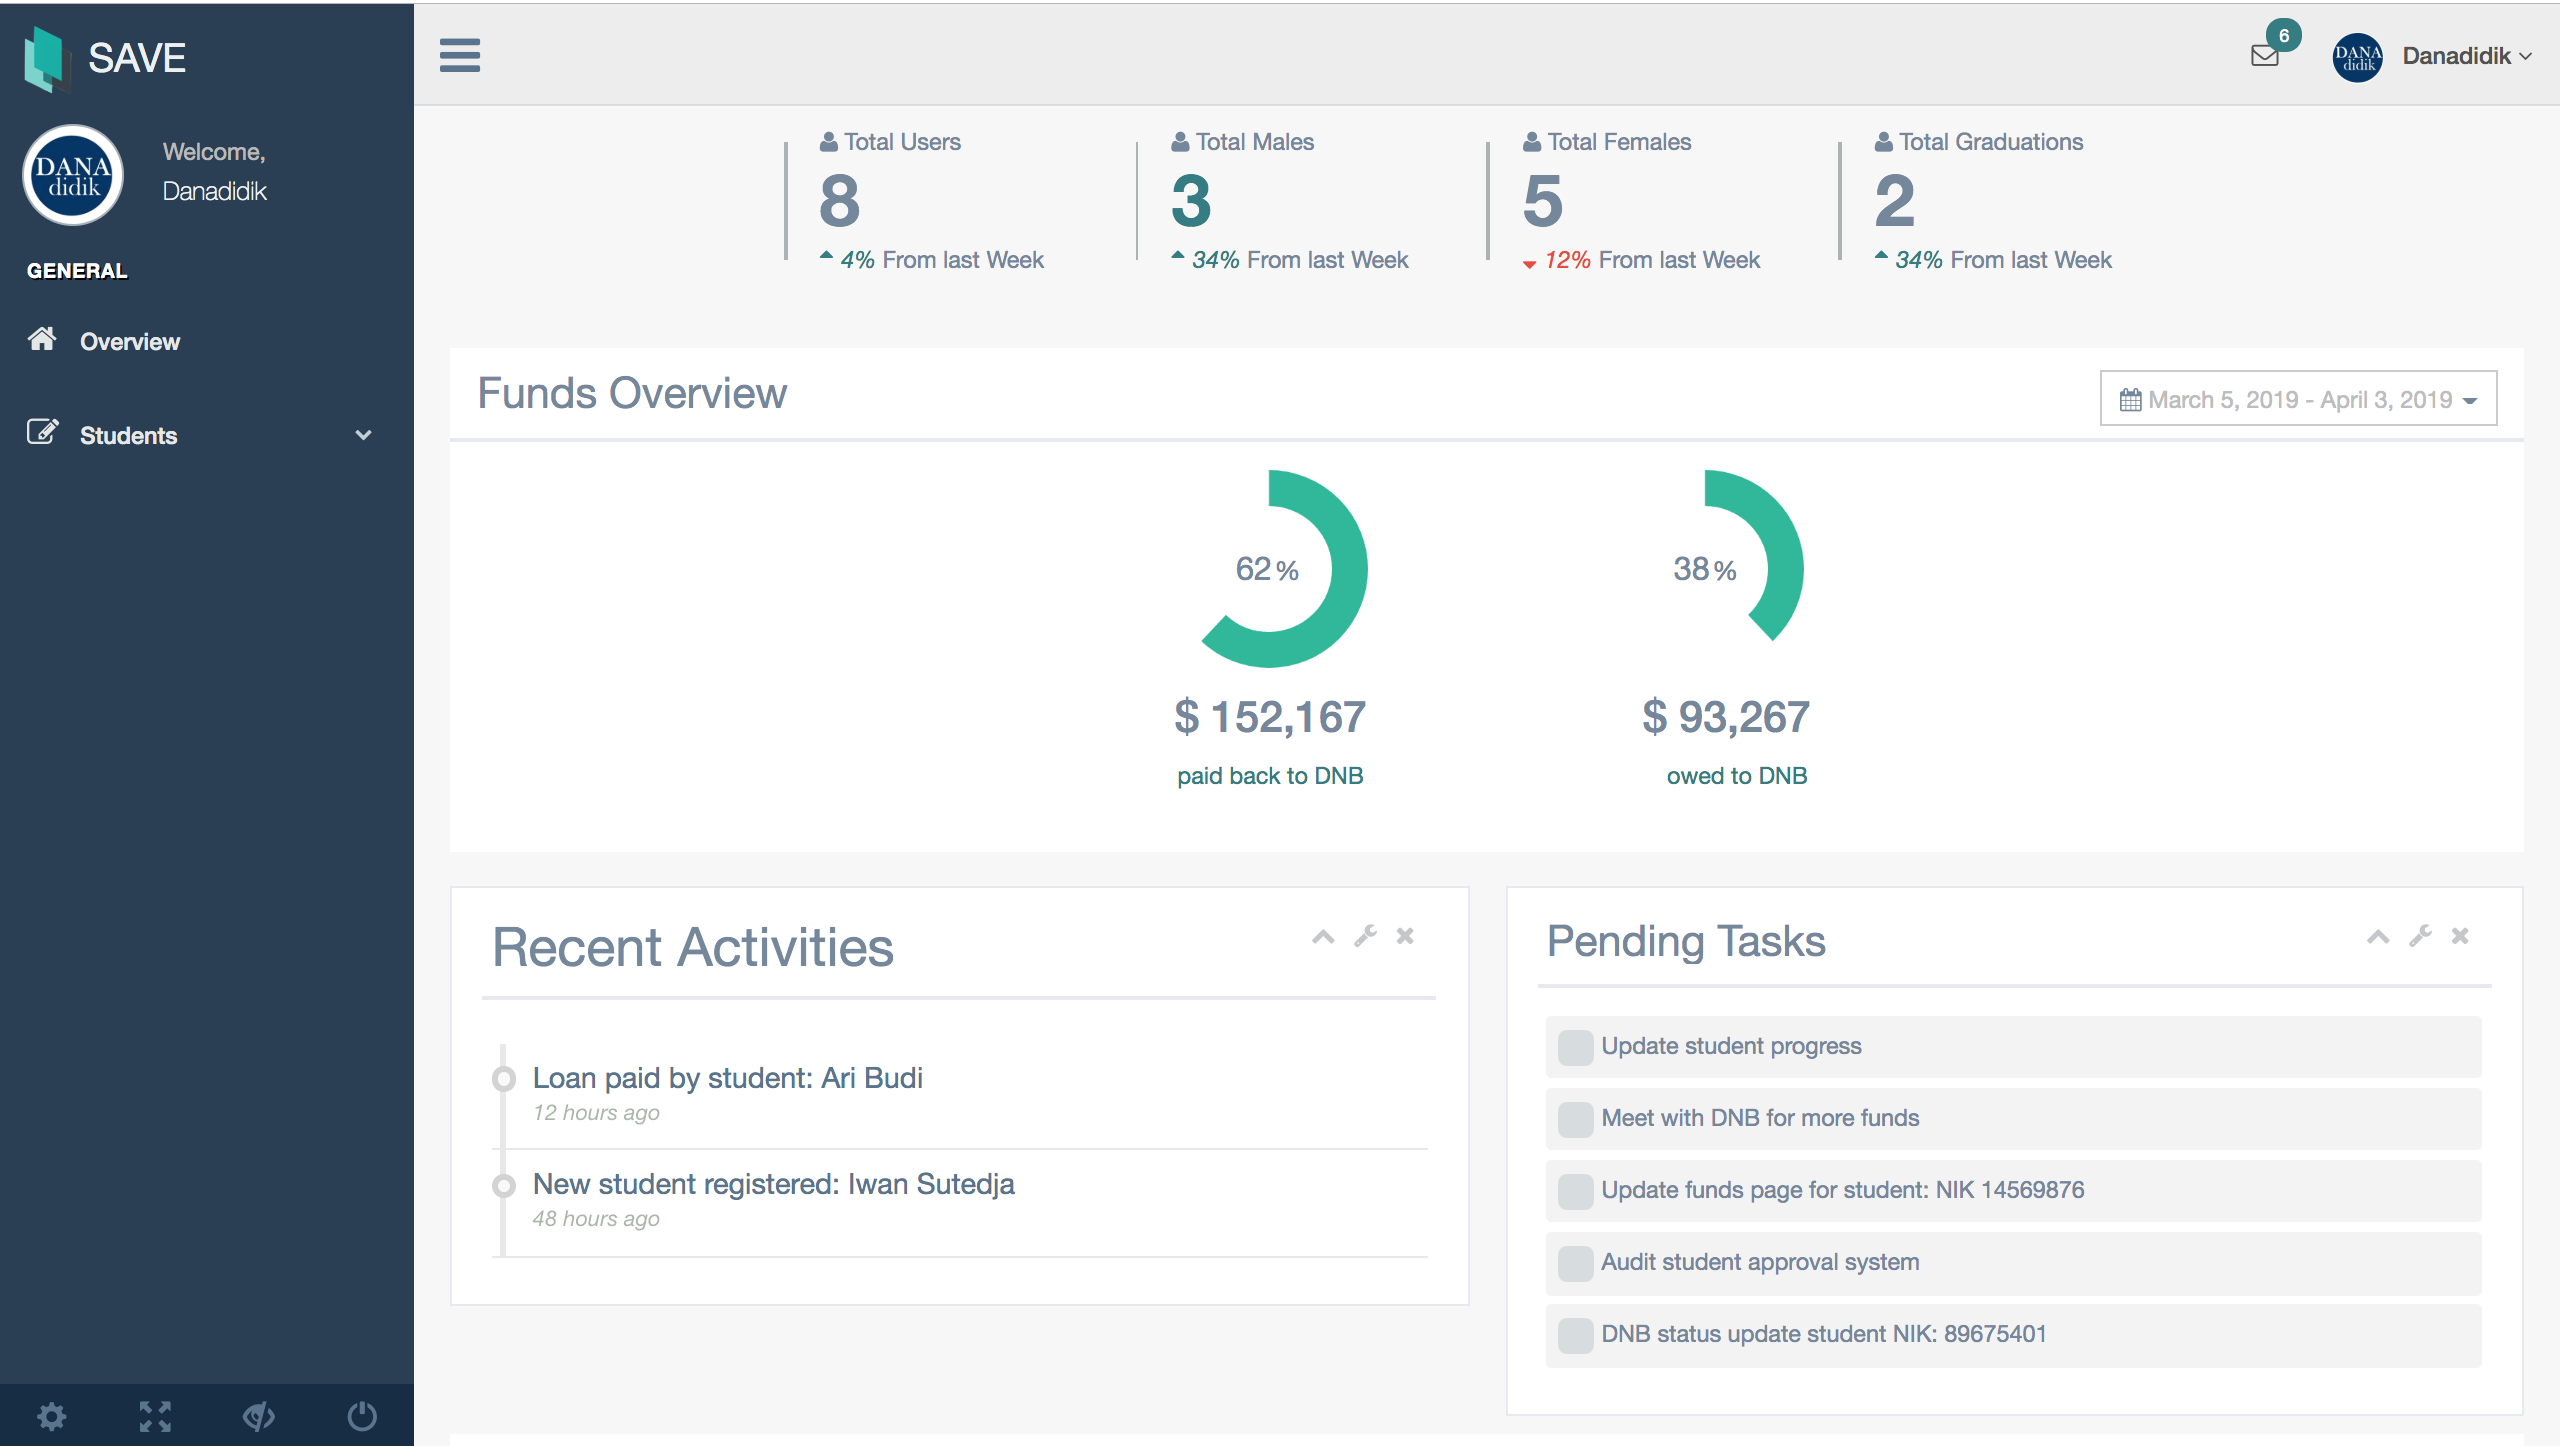 SAVE
DANA
didik
Welcome,
Danadidik
GENERAL
Overview
Students
6
DANA
didik
Danadidik
Total Users
8
4% From last Week
Total Males
3
34% From last Week
Total Females
5
12% From last Week
Total Graduations
2
34% From last Week
Funds Overview
March 5, 2019 - April 3, 2019
62%
$ 152,167
paid back to DNB
38%
$ 93,267
owed to DNB
Recent Activities
Loan paid by student: Ari Budi
12 hours ago
New student registered: Iwan Sutedja
48 hours ago
Pending Tasks
Update student progress
Meet with DNB for more funds
Update funds page for student: NIK 14569876
Audit student approval system
DNB status update student NIK: 89675401